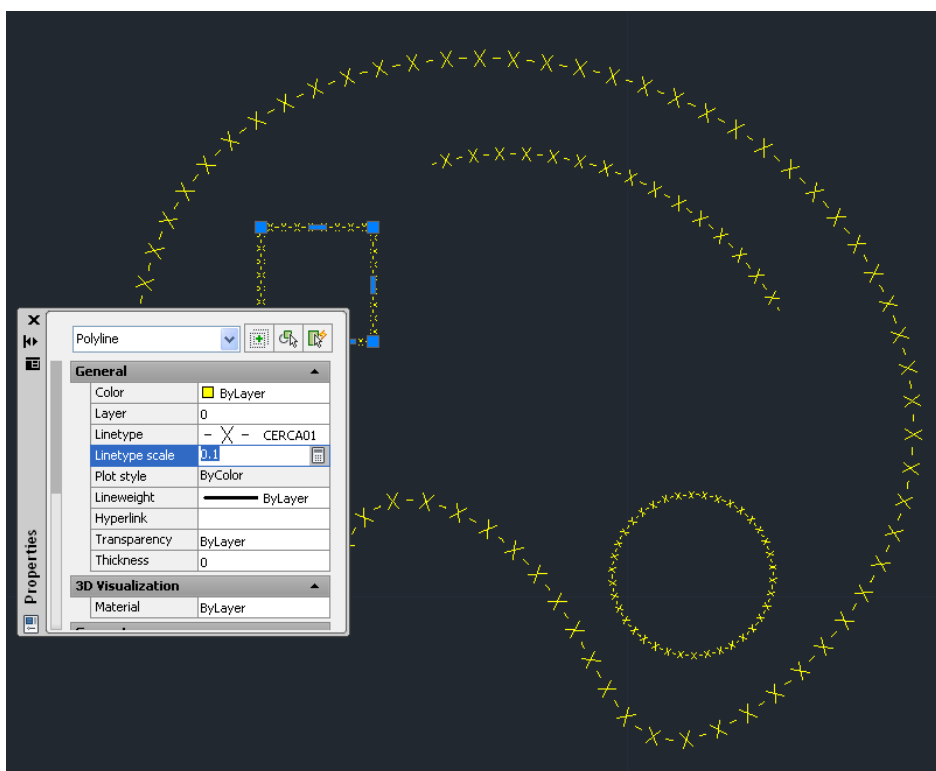 Polyline
General
Color ByLayer
Layer 0
Linetype - X - CERCA01
Linetype scale 0.1
Plot style ByColor
Lineweight ByLayer
Hyperlink
Transparency ByLayer
Thickness 0
3D Visualization
Material ByLayer
Properties